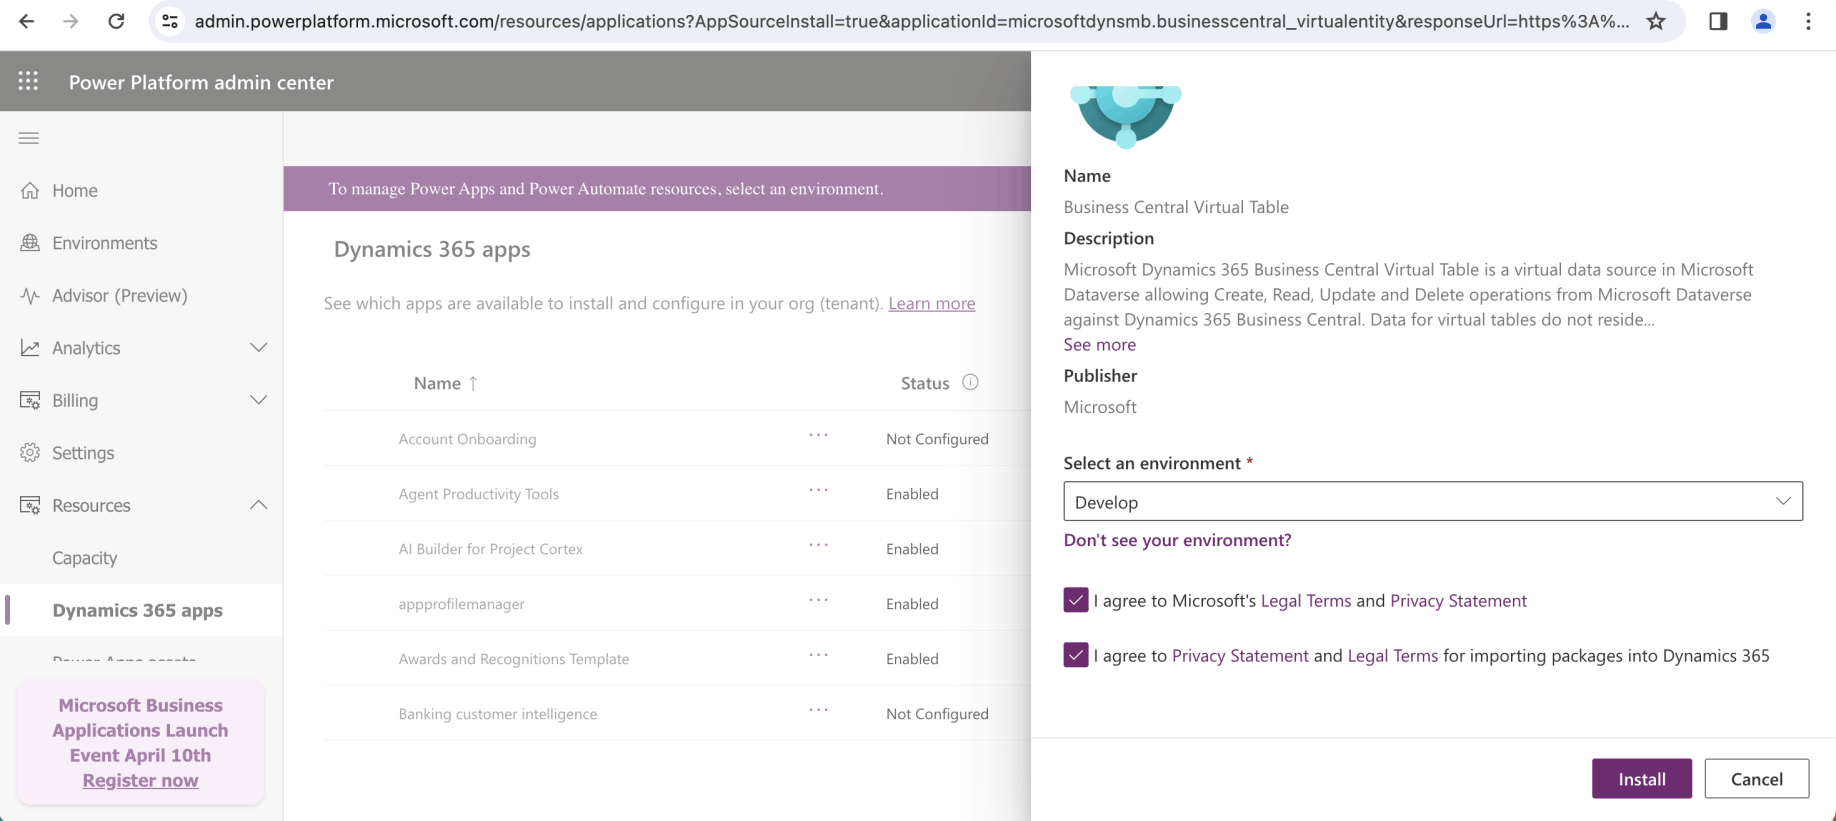 admin.powerplatform.microsoft.com/resources/applications?AppSourceInstall=true&applicationId=microsoftdynsmb.businesscentral_virtualentity&responseUrl=https%3A%...
Power Platform admin center
Home
Environments
Advisor (Preview)
Analytics
Billing
Settings
Resources
Capacity
Dynamics 365 apps
Power Apps assets
Microsoft Business
Applications Launch
Event April 10th
Register now
To manage Power Apps and Power Automate resources, select an environment.
Dynamics 365 apps
See which apps are available to install and configure in your org (tenant). Learn more
Name ↑ Status
Account Onboarding ... Not Configured
Agent Productivity Tools ... Enabled
AI Builder for Project Cortex ... Enabled
appprofilemanager ... Enabled
Awards and Recognitions Template ... Enabled
Banking customer intelligence ... Not Configured
Name
Business Central Virtual Table
Description
Microsoft Dynamics 365 Business Central Virtual Table is a virtual data source in Microsoft
Dataverse allowing Create, Read, Update and Delete operations from Microsoft Dataverse
against Dynamics 365 Business Central. Data for virtual tables do not reside...
See more
Publisher
Microsoft
Select an environment *
Develop
Don't see your environment?
I agree to Microsoft's Legal Terms and Privacy Statement
I agree to Privacy Statement and Legal Terms for importing packages into Dynamics 365
Install
Cancel